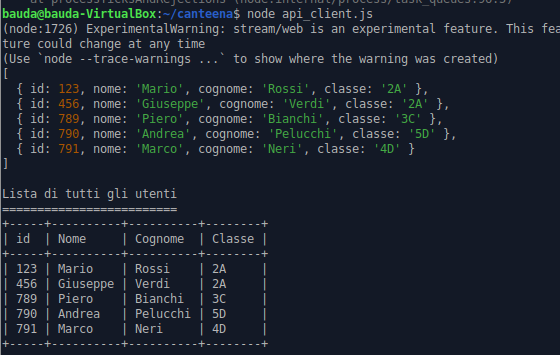 at processTicksAndRejections (node:internal/process/task_queues:96:5)
bauda@bauda-VirtualBox:~/canteena$ node api_client.js
(node:1726) ExperimentalWarning: stream/web is an experimental feature. This fea
ture could change at any time
(Use `node --trace-warnings ...` to show where the warning was created)
[
  { id: 123, nome: 'Mario', cognome: 'Rossi', classe: '2A' },
  { id: 456, nome: 'Giuseppe', cognome: 'Verdi', classe: '2A' },
  { id: 789, nome: 'Piero', cognome: 'Bianchi', classe: '3C' },
  { id: 790, nome: 'Andrea', cognome: 'Pelucchi', classe: '5D' },
  { id: 791, nome: 'Marco', cognome: 'Neri', classe: '4D' }
]

Lista di tutti gli utenti
=========================
+-----+----------+----------+--------+
| id  | Nome     | Cognome  | Classe |
+-----+----------+----------+--------+
| 123 | Mario    | Rossi    | 2A     |
| 456 | Giuseppe | Verdi    | 2A     |
| 789 | Piero    | Bianchi  | 3C     |
| 790 | Andrea   | Pelucchi | 5D     |
| 791 | Marco    | Neri     | 4D     |
+-----+----------+----------+--------+